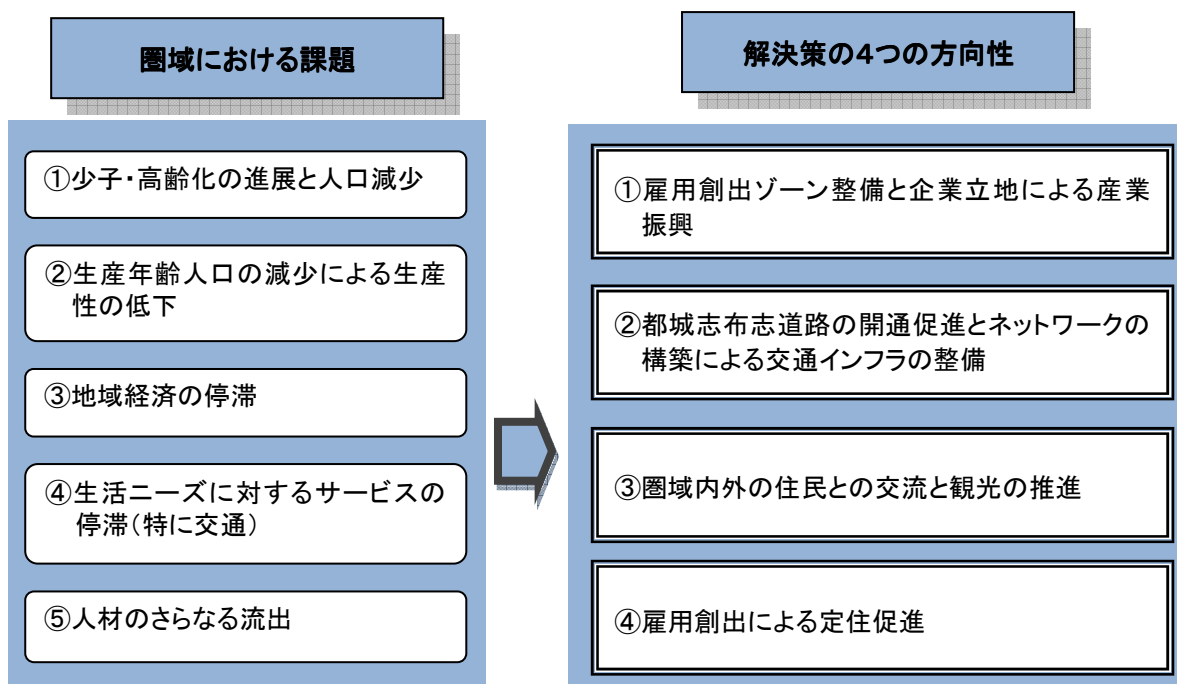 圏域における課題
①少子・高齢化の進展と人口減少
②生産年齢人口の減少による生産
性の低下
③地域経済の停滞
④生活ニーズに対するサービスの
停滞(特に交通)
⑤人材のさらなる流出
解決策の4つの方向性
①雇用創出ゾーン整備と企業立地による産業
振興
②都城志布志道路の開通促進とネットワークの
構築による交通インフラの整備
③圏域内外の住民との交流と観光の推進
④雇用創出による定住促進